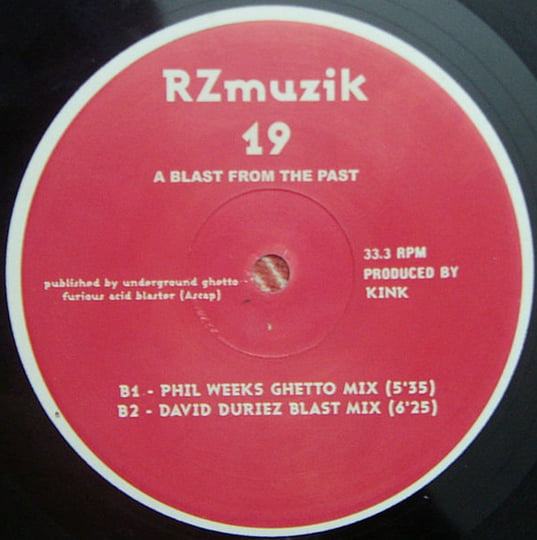 RZmuzik
19
A BLAST FROM THE PAST
33.3 RPM
PRODUCED BY
KINK
published by underground ghetto
furious acid blaster (Ascap)
B1 - PHIL WEEKS GHETTO MIX (5'35)
B2 - DAVID DURIEZ BLAST MIX (6'25)